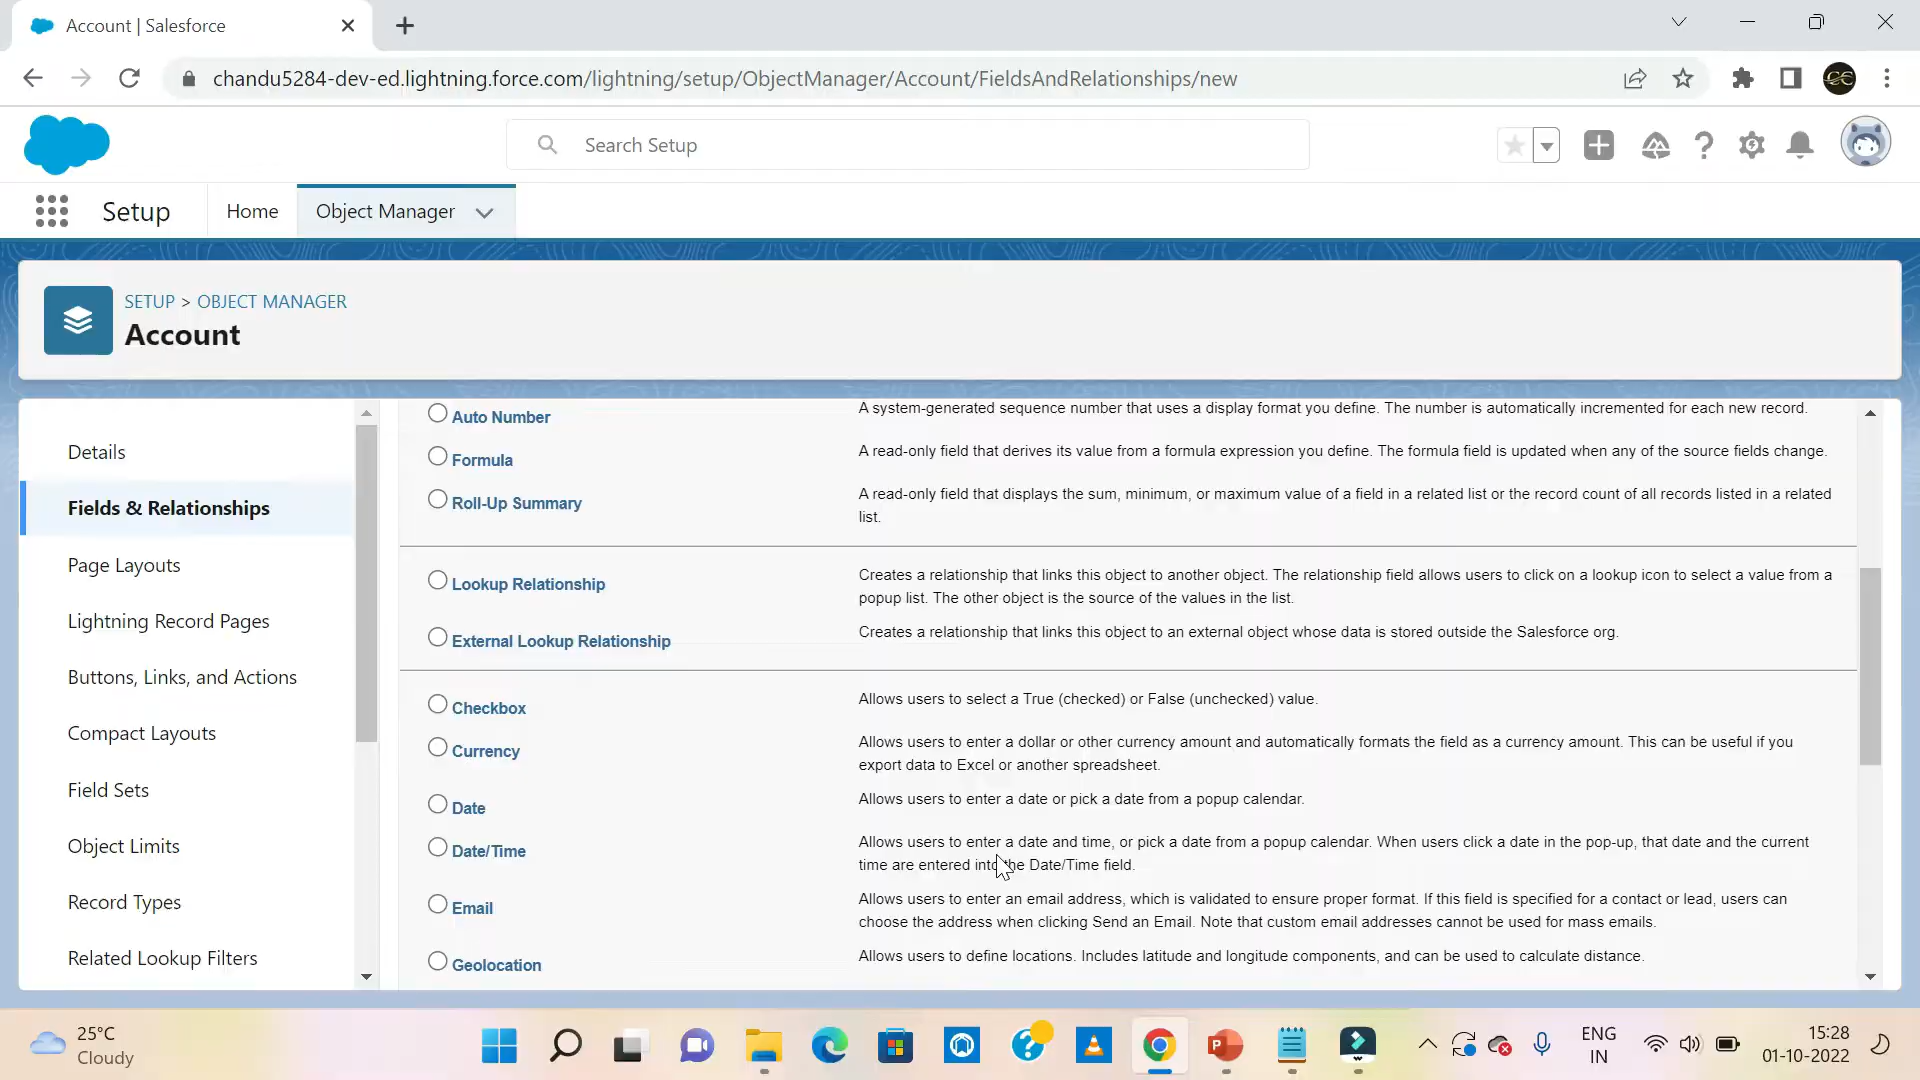 Account | Salesforce
chandu5284-dev-ed.lightning.force.com/lightning/setup/ObjectManager/Account/FieldsAndRelationships/new
Search Setup
Setup
Home
Object Manager
SETUP > OBJECT MANAGER
Account
Details
Fields & Relationships
Page Layouts
Lightning Record Pages
Buttons, Links, and Actions
Compact Layouts
Field Sets
Object Limits
Record Types
Related Lookup Filters
Auto Number
A system-generated sequence number that uses a display format you define. The number is automatically incremented for each new record.
Formula
A read-only field that derives its value from a formula expression you define. The formula field is updated when any of the source fields change.
Roll-Up Summary
A read-only field that displays the sum, minimum, or maximum value of a field in a related list or the record count of all records listed in a related
list.
Lookup Relationship
Creates a relationship that links this object to another object. The relationship field allows users to click on a lookup icon to select a value from a
popup list. The other object is the source of the values in the list.
External Lookup Relationship
Creates a relationship that links this object to an external object whose data is stored outside the Salesforce org.
Checkbox
Allows users to select a True (checked) or False (unchecked) value.
Currency
Allows users to enter a dollar or other currency amount and automatically formats the field as a currency amount. This can be useful if you
export data to Excel or another spreadsheet.
Date
Allows users to enter a date or pick a date from a popup calendar.
Date/Time
Allows users to enter a date and time, or pick a date from a popup calendar. When users click a date in the pop-up, that date and the current
time are entered into the Date/Time field.
Email
Allows users to enter an email address, which is validated to ensure proper format. If this field is specified for a contact or lead, users can
choose the address when clicking Send an Email. Note that custom email addresses cannot be used for mass emails.
Geolocation
Allows users to define locations. Includes latitude and longitude components, and can be used to calculate distance.
25°C
Cloudy
ENG
IN
15:28
01-10-2022